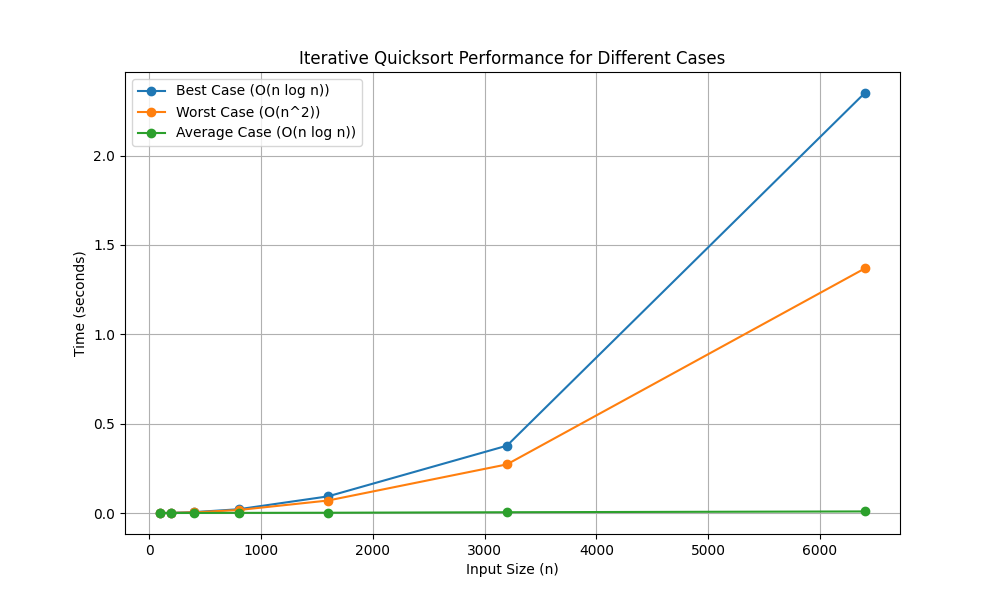 Iterative Quicksort Performance for Different Cases
Best Case (O(n log n))
Worst Case (O(n^2))
Average Case (O(n log n))
Time (seconds)
2.0
1.5
1.0
0.5
0.0
0 1000 2000 3000 4000 5000 6000
Input Size (n)